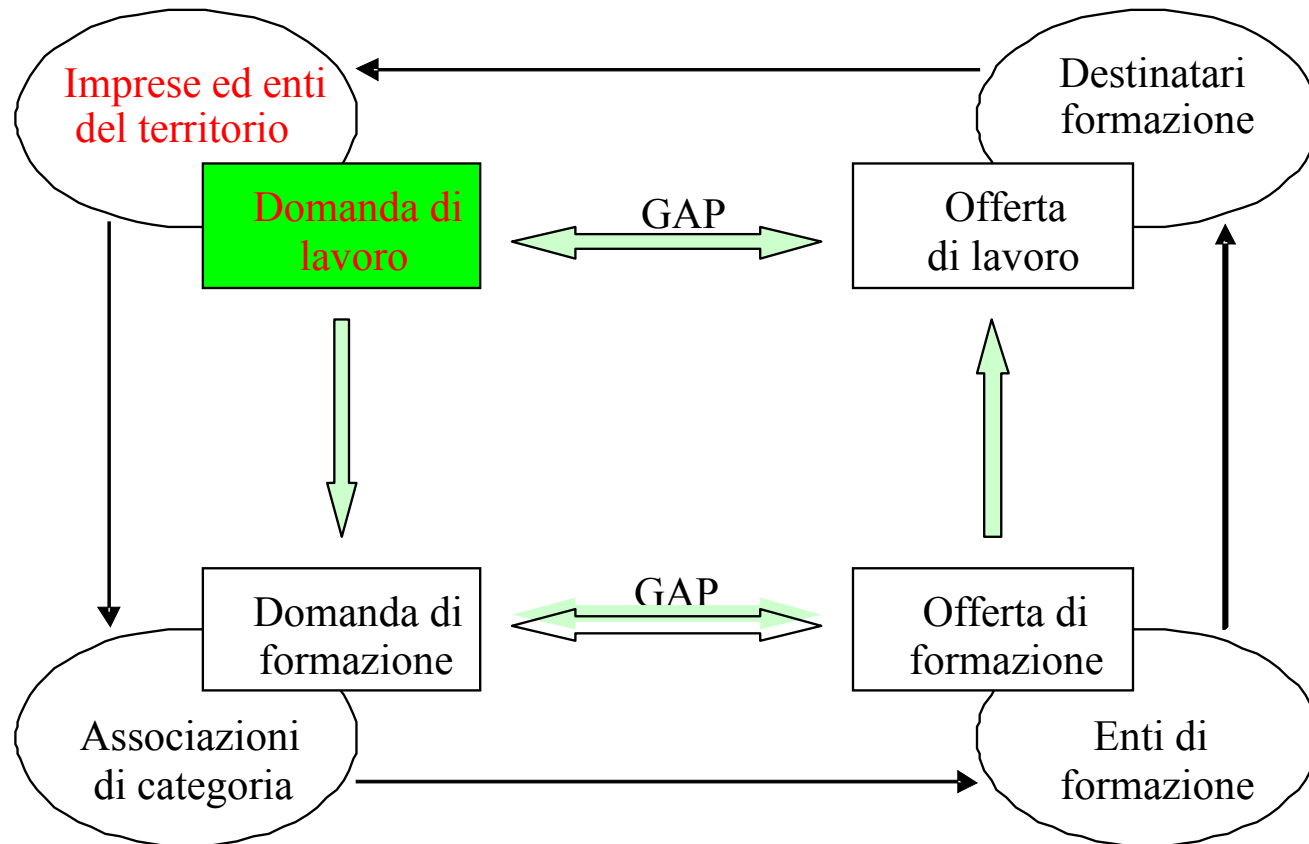 Imprese ed enti
del territorio
Destinatari
formazione
Domanda di
lavoro
GAP
Offerta
di lavoro
Domanda di
formazione
GAP
Offerta di
formazione
Associazioni
di categoria
Enti di
formazione